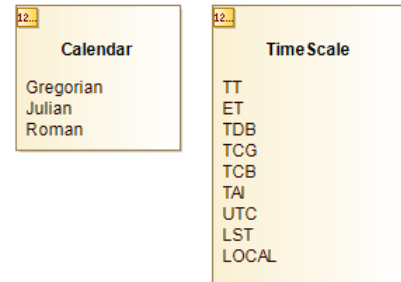 12...
Calendar
Gregorian
Julian
Roman
12...
TimeScale
TT
ET
TDB
TCG
TCB
TAI
UTC
LST
LOCAL